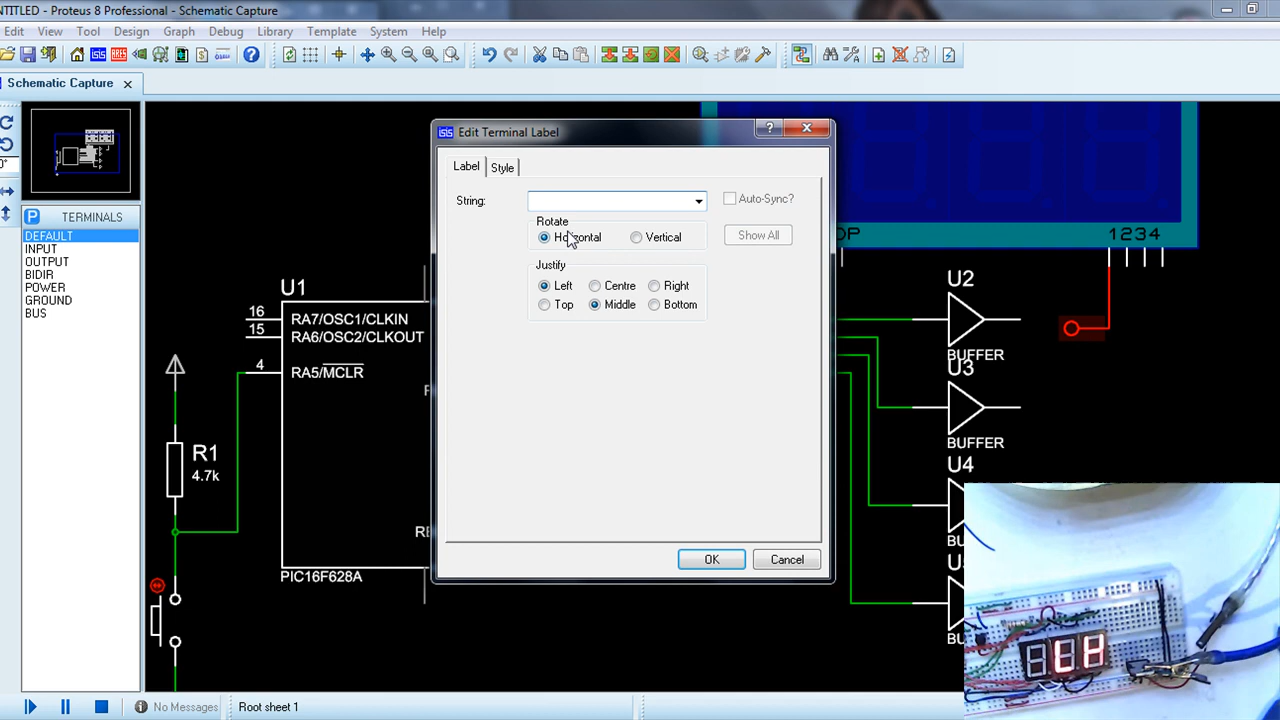 NTITLED - Proteus 8 Professional - Schematic Capture
Edit View Tool Design Graph Debug Library Template System Help
Schematic Capture
Edit Terminal Label
Label Style
String:
Auto-Sync?
Rotate
Horizontal Vertical
Show All
Justify
Left Centre Right
Top Middle Bottom
OK Cancel
P TERMINALS
DEFAULT
INPUT
OUTPUT
BIDIR
POWER
GROUND
BUS
U1
16 RA7/OSC1/CLKIN
15 RA6/OSC2/CLKOUT
4 RA5/MCLR
PIC16F628A
R1
4.7k
1234
U2
BUFFER
U3
BUFFER
U4
No Messages
Root sheet 1